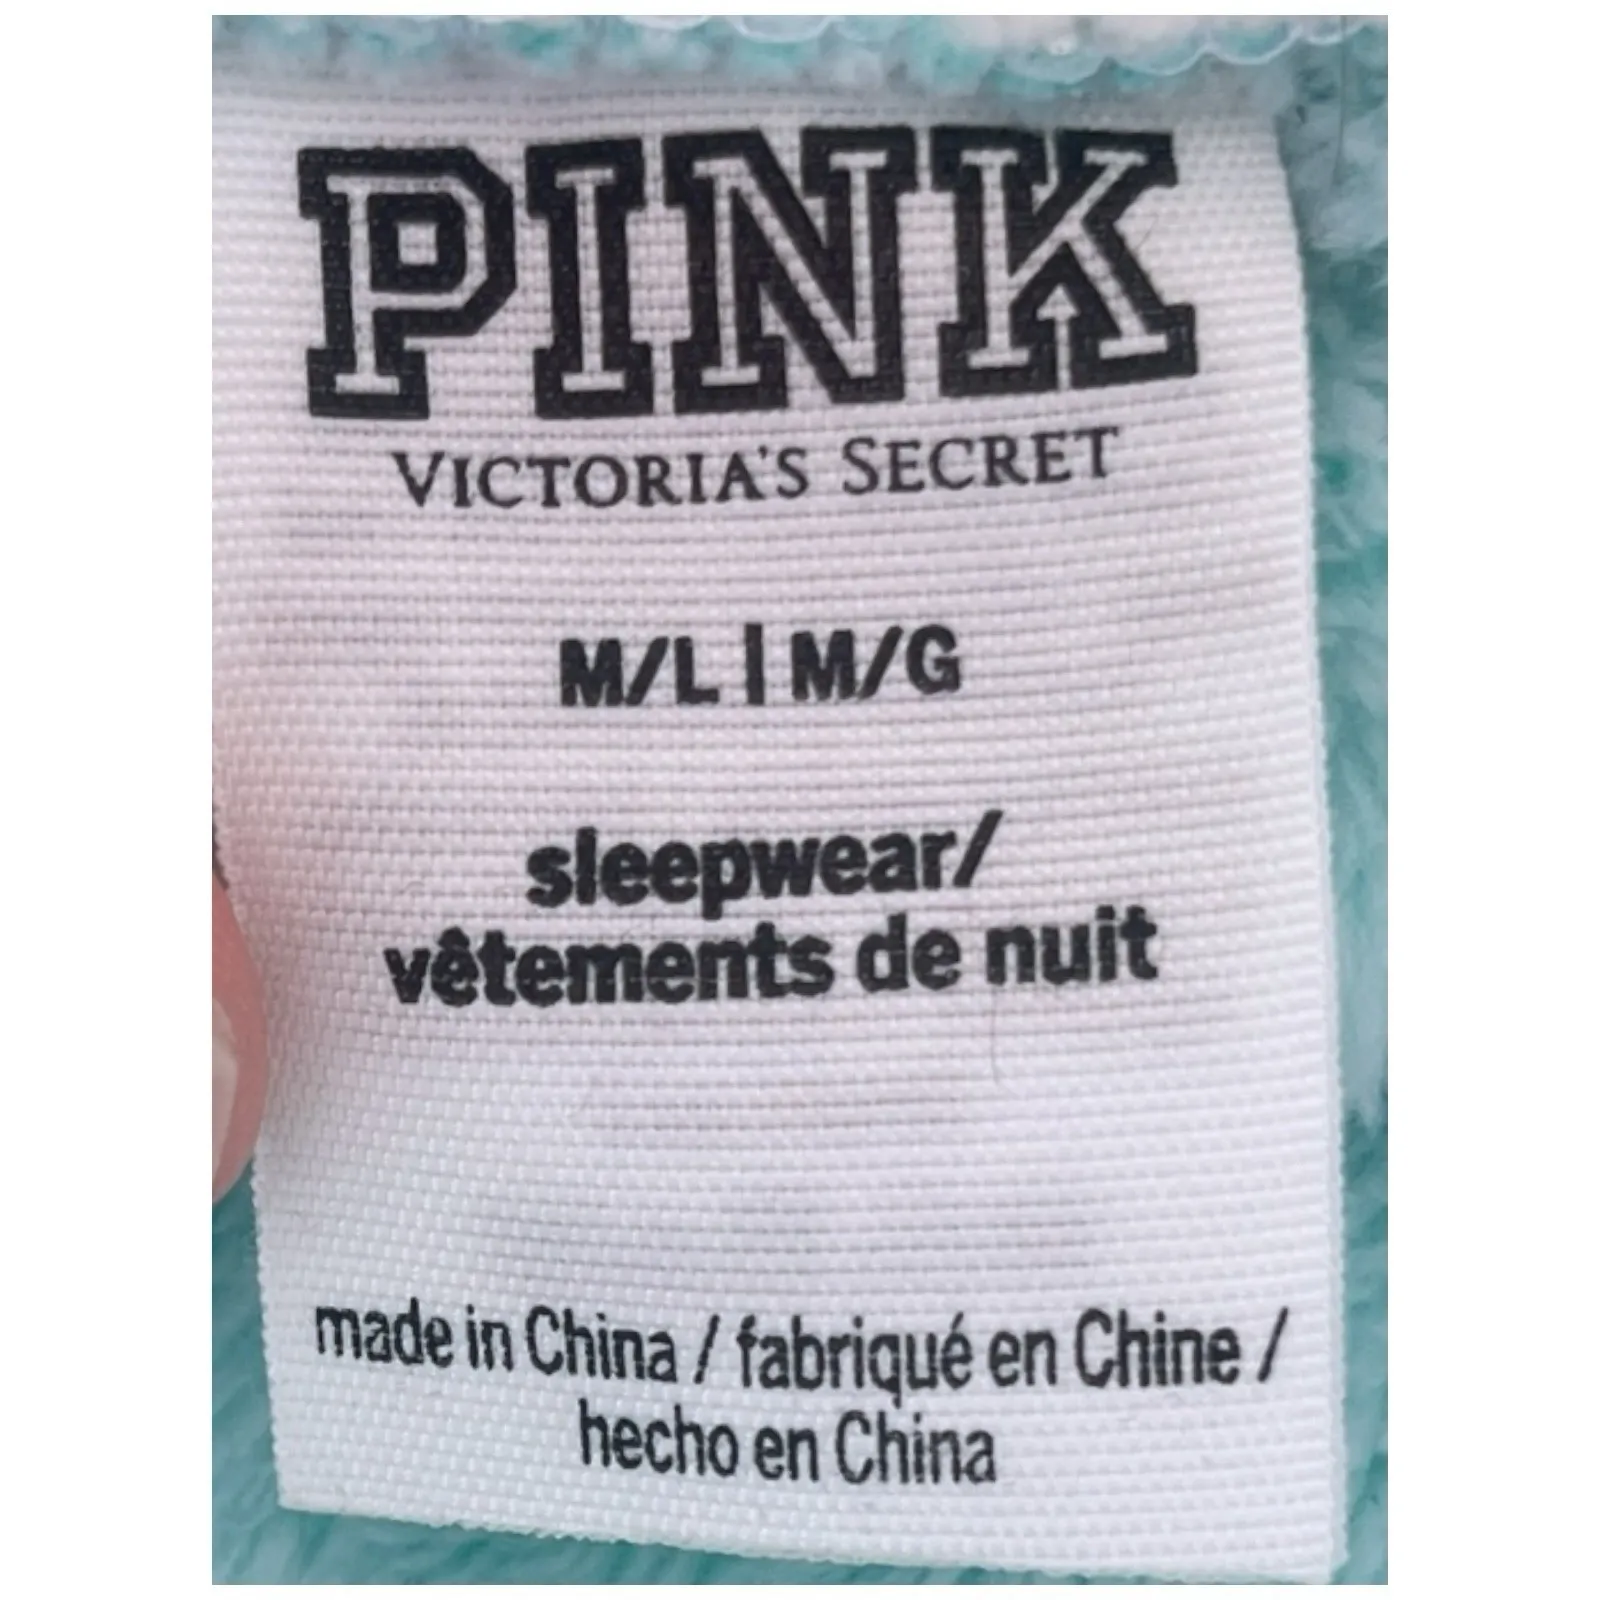 PINK
VICTORIA'S SECRET
M/L | M/G
sleepwear/
vêtements de nuit
made in China / fabriqué en Chine /
hecho en China